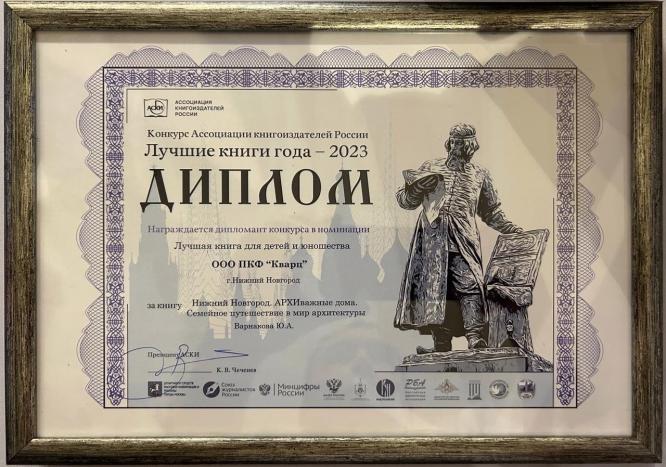 АСКИ
АССОЦИАЦИЯ
КНИГОИЗДАТЕЛЕЙ
РОССИИ
Конкурс Ассоциации книгоиздателей России
Лучшие книги года – 2023
ДИПЛОМ
Награждается дипломант конкурса в номинации
Лучшая книга для детей и юношества
ООО ПКФ “Кварц”
г.Нижний Новгород
за книгу Нижний Новгород. АРХИважные дома.
Семейное путешествие в мир архитектуры
Варнакова Ю.А.
Президент АСКИ
К. В. Чеченев
Союз
журналистов
России
Минцифры
России
РБА